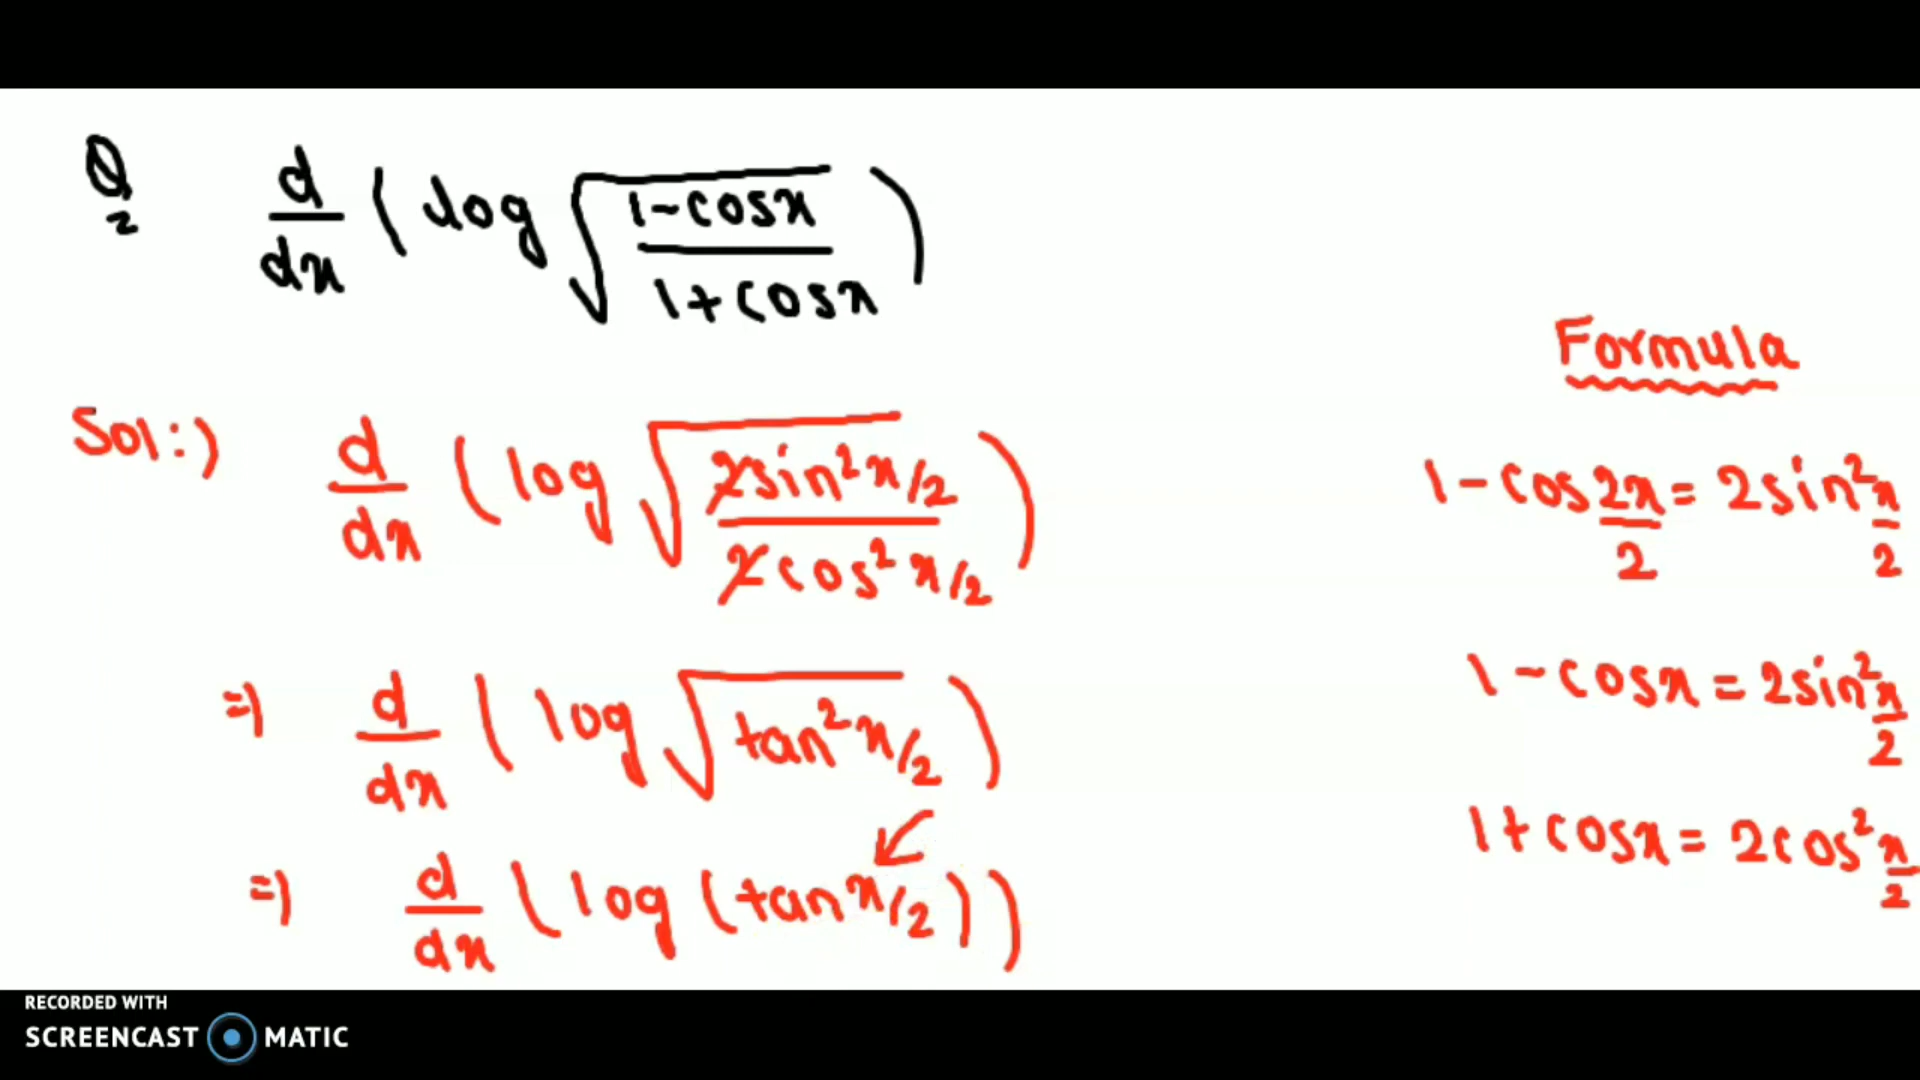 Q d/dx (log √((1-cosx)/(1+cosx)))
Sol:) d/dx (log √((2sin²x/2)/(2cos²x/2)))
=) d/dx (log √(tan²x/2))
=) d/dx (log (tanx/2))
Formula
1-cos2x/2 = 2sin²x/2
1-cosx = 2sin²x/2
1+cosx = 2cos²x/2
RECORDED WITH
SCREENCAST MATIC